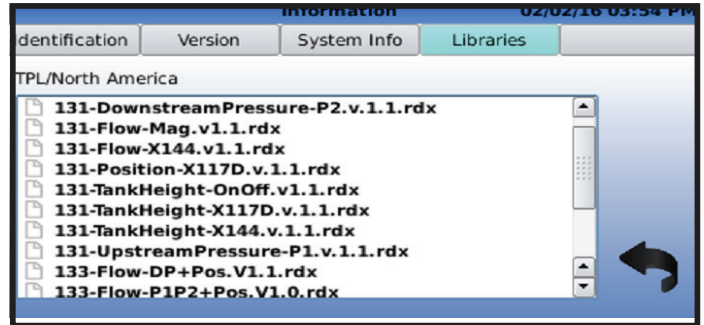 Information 02/02/16 03:54 PM
Identification Version System Info Libraries
TPL/North America
131-DownstreamPressure-P2.v.1.1.rdx
131-Flow-Mag.v1.1.rdx
131-Flow-X144.v1.1.rdx
131-Position-X117D.v.1.1.rdx
131-TankHeight-OnOff.v1.1.rdx
131-TankHeight-X117D.v.1.1.rdx
131-TankHeight-X144.v.1.1.rdx
131-UpstreamPressure-P1.v.1.1.rdx
133-Flow-DP+Pos.V1.1.rdx
133-Flow-P1P2+Pos.V1.0.rdx